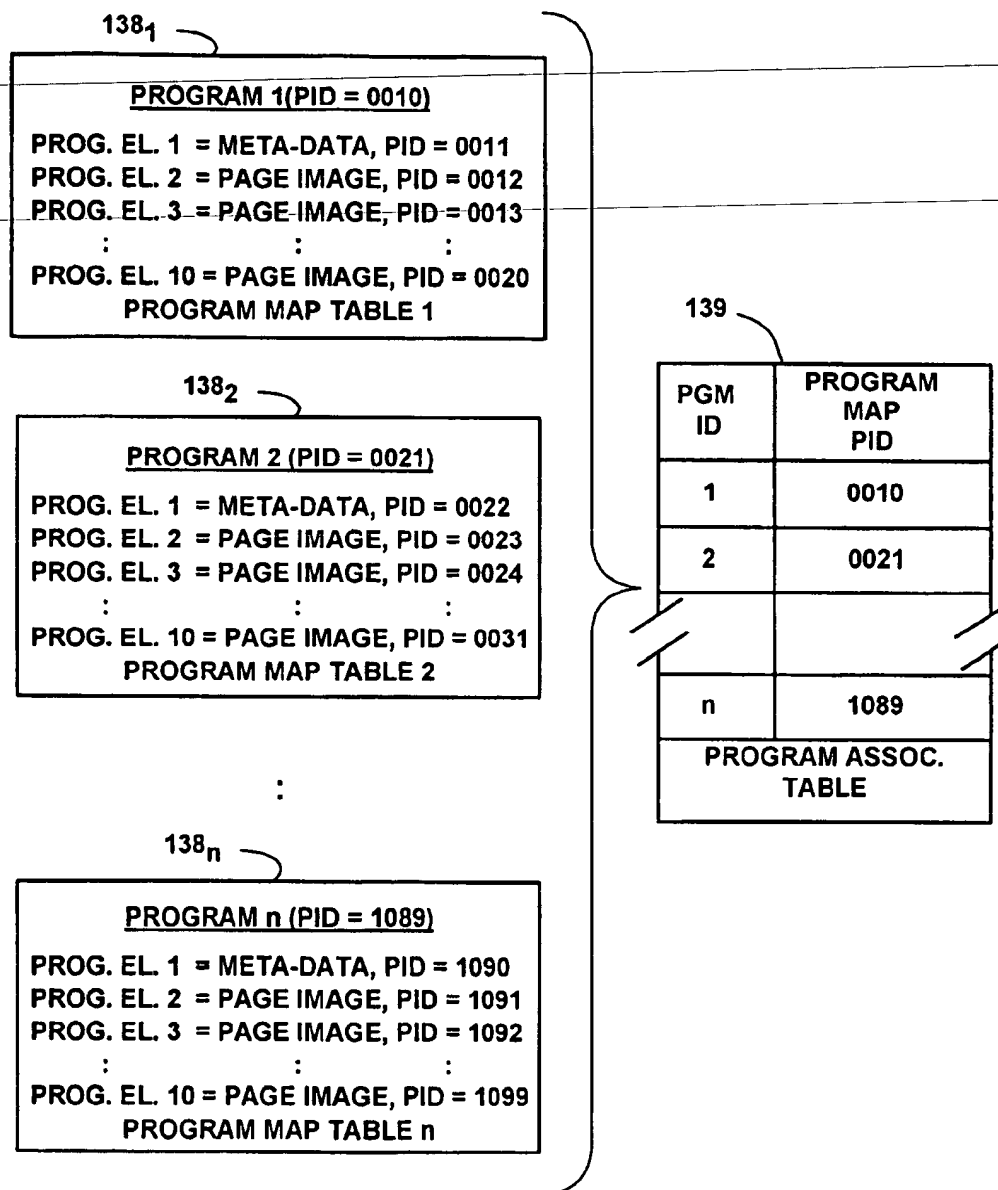 138₁
PROGRAM 1(PID = 0010)
PROG. EL. 1 = META-DATA, PID = 0011
PROG. EL. 2 = PAGE IMAGE, PID = 0012
PROG. EL. 3 = PAGE IMAGE, PID = 0013
: : :
PROG. EL. 10 = PAGE IMAGE, PID = 0020
PROGRAM MAP TABLE 1
138₂
PROGRAM 2 (PID = 0021)
PROG. EL. 1 = META-DATA, PID = 0022
PROG. EL. 2 = PAGE IMAGE, PID = 0023
PROG. EL. 3 = PAGE IMAGE, PID = 0024
: : :
PROG. EL. 10 = PAGE IMAGE, PID = 0031
PROGRAM MAP TABLE 2
:
138ₙ
PROGRAM n (PID = 1089)
PROG. EL. 1 = META-DATA, PID = 1090
PROG. EL. 2 = PAGE IMAGE, PID = 1091
PROG. EL. 3 = PAGE IMAGE, PID = 1092
: : :
PROG. EL. 10 = PAGE IMAGE, PID = 1099
PROGRAM MAP TABLE n
139
PGM ID
PROGRAM MAP PID
1 0010
2 0021
n 1089
PROGRAM ASSOC.
TABLE